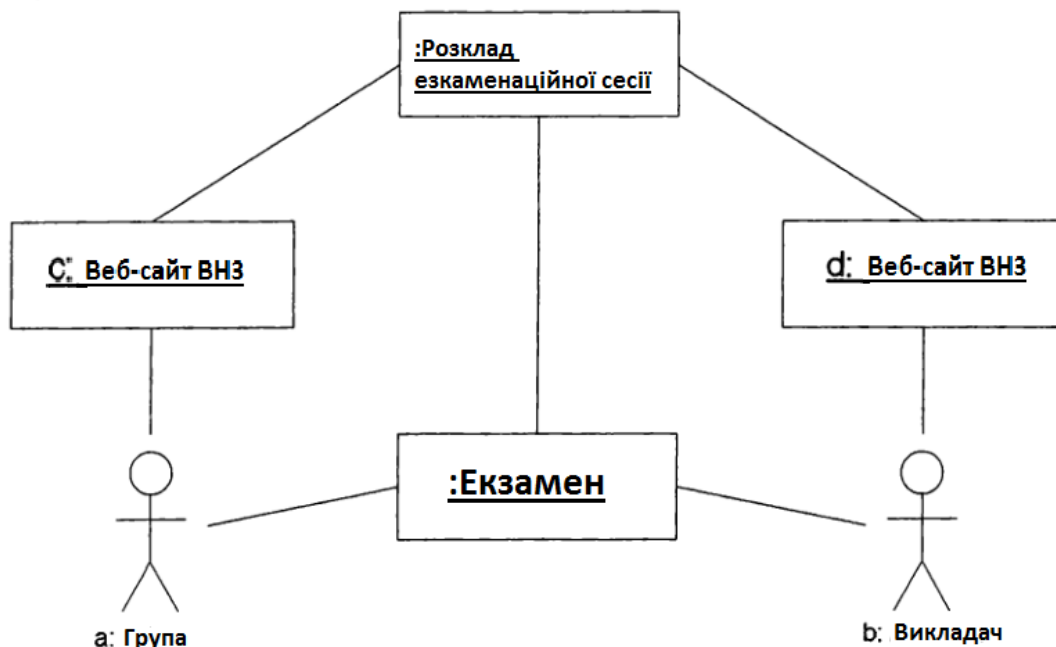 :Розклад
езкаменаційної сесії
c: Веб-сайт ВНЗ
d: Веб-сайт ВНЗ
:Екзамен
a: Група
b: Викладач